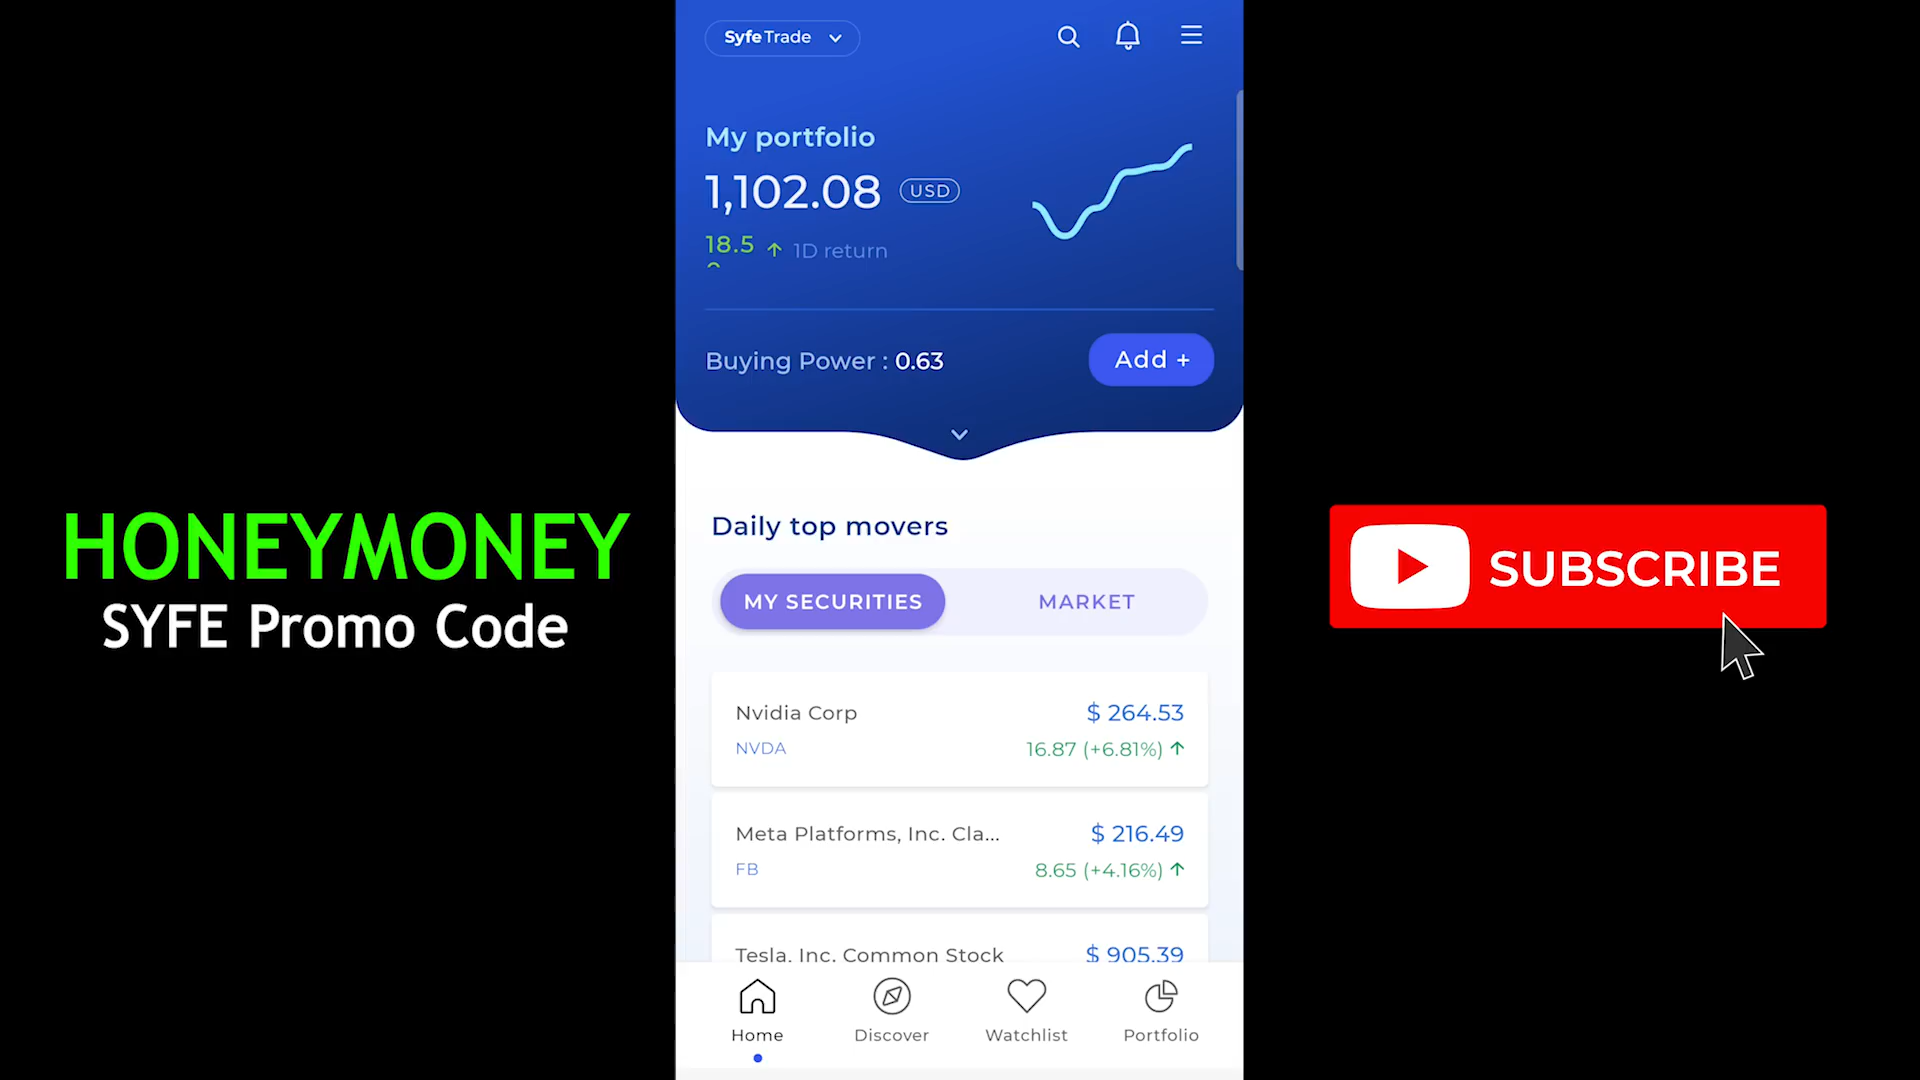 SyfeTrade
My portfolio
1,102.08 USD
18.5 1D return
Buying Power : 0.63
Add +
HONEYMONEY
SYFE Promo Code
SUBSCRIBE
Daily top movers
MY SECURITIES
MARKET
Nvidia Corp
$ 264.53
NVDA
16.87 (+6.81%)
Meta Platforms, Inc. Cla...
$ 216.49
FB
8.65 (+4.16%)
Tesla, Inc. Common Stock
$ 905.39
Home
Discover
Watchlist
Portfolio